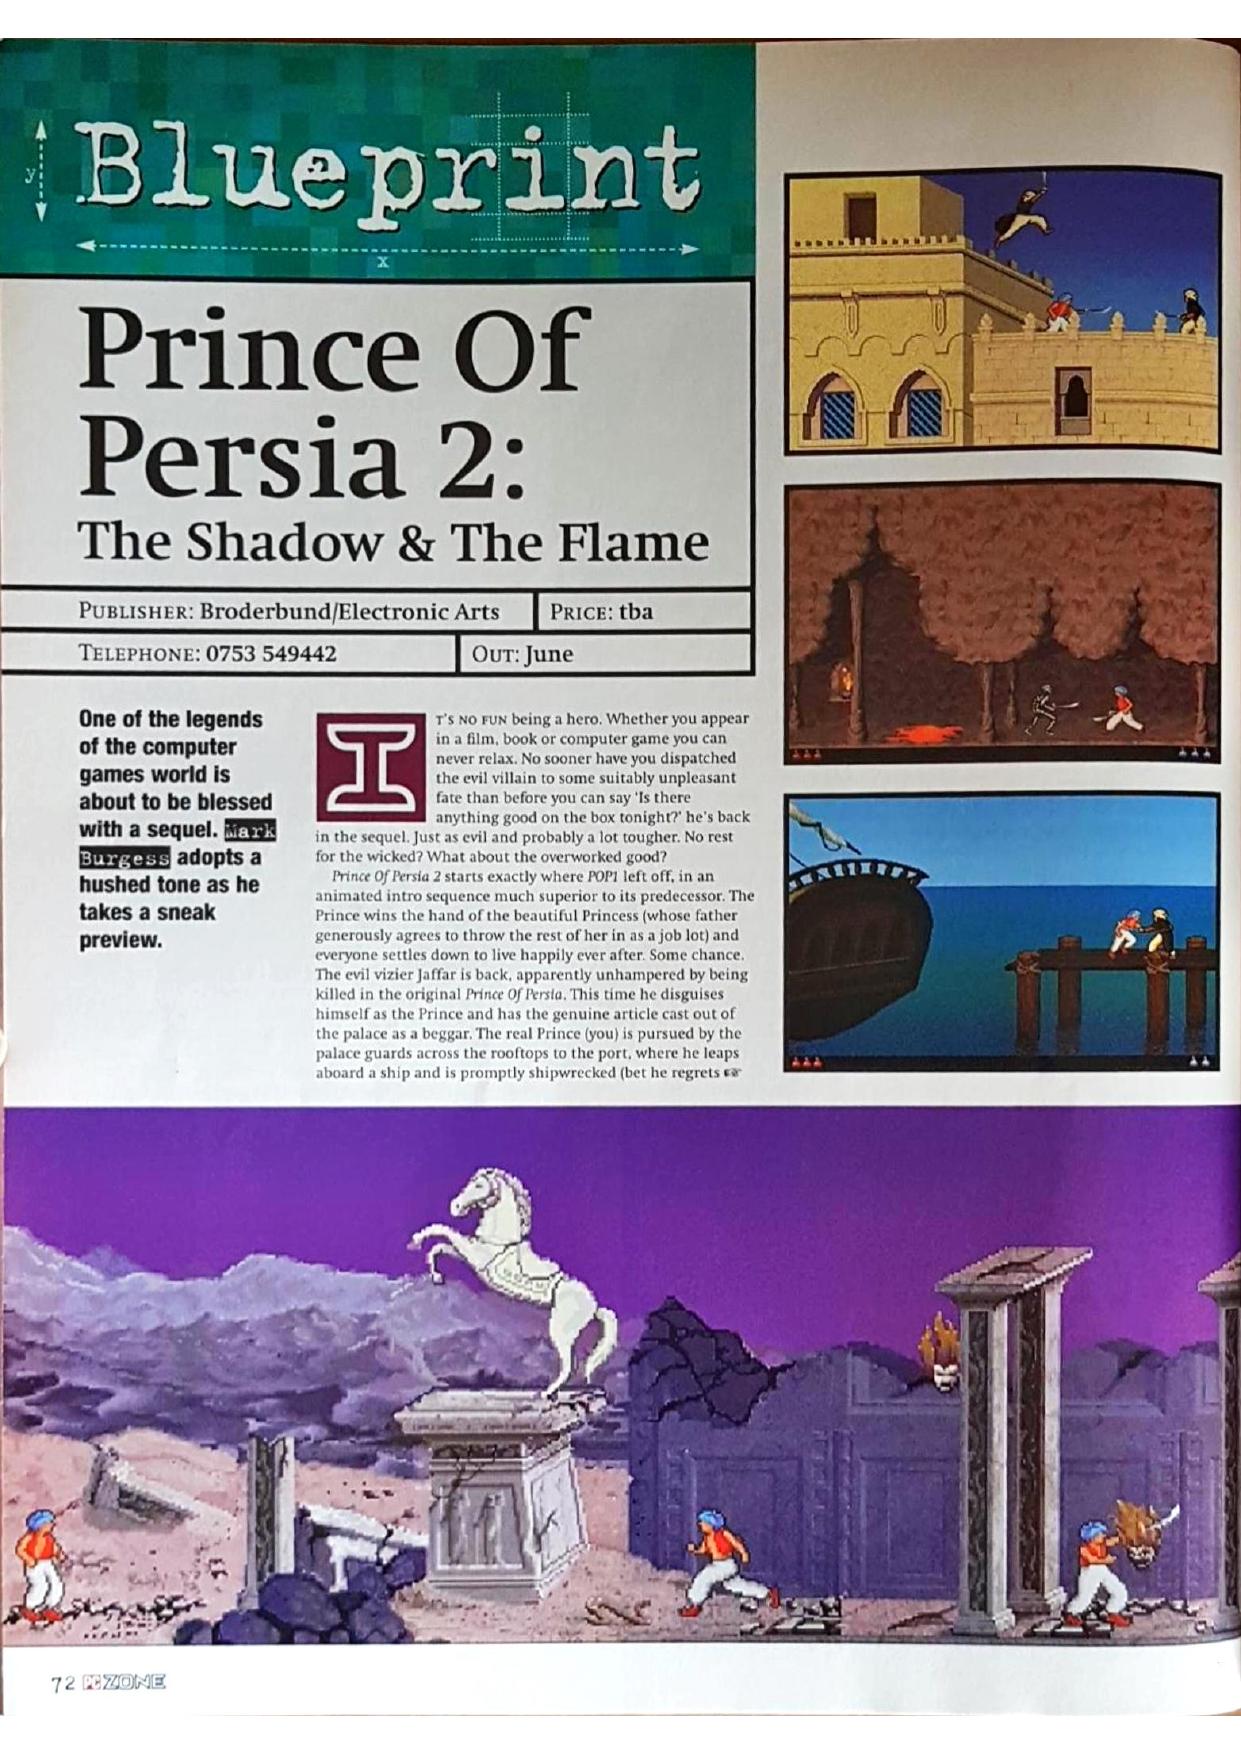 Blueprint
y
x
Prince Of
Persia 2:
The Shadow & The Flame
PUBLISHER: Broderbund/Electronic Arts
PRICE: tba
TELEPHONE: 0753 549442
OUT: June
One of the legends
of the computer
games world is
about to be blessed
with a sequel. Mark
Burgess adopts a
hushed tone as he
takes a sneak
preview.
IT'S NO FUN being a hero. Whether you appear
in a film, book or computer game you can
never relax. No sooner have you dispatched
the evil villain to some suitably unpleasant
fate than before you can say 'Is there
anything good on the box tonight?' he's back
in the sequel. Just as evil and probably a lot tougher. No rest
for the wicked? What about the overworked good?
Prince Of Persia 2 starts exactly where POP1 left off, in an
animated intro sequence much superior to its predecessor. The
Prince wins the hand of the beautiful Princess (whose father
generously agrees to throw the rest of her in as a job lot) and
everyone settles down to live happily ever after. Some chance.
The evil vizier Jaffar is back, apparently unhampered by being
killed in the original Prince Of Persia. This time he disguises
himself as the Prince and has the genuine article cast out of
the palace as a beggar. The real Prince (you) is pursued by the
palace guards across the rooftops to the port, where he leaps
aboard a ship and is promptly shipwrecked (bet he regrets ☞
72 PC ZONE